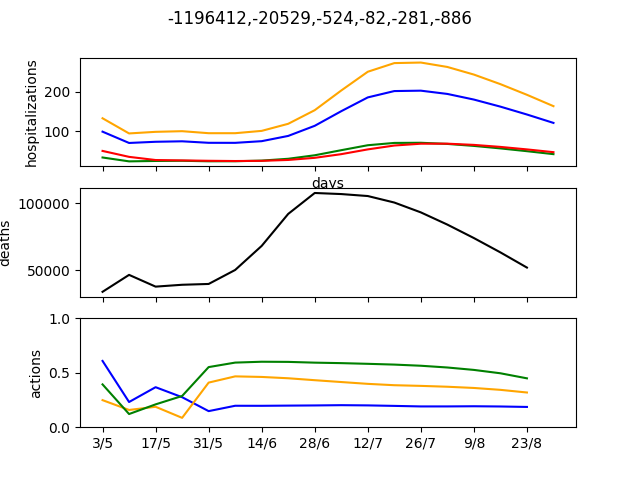 -1196412,-20529,-524,-82,-281,-886
hospitalizations
200
100
days
deaths
100000
50000
actions
1.0
0.5
0.0
3/5 17/5 31/5 14/6 28/6 12/7 26/7 9/8 23/8